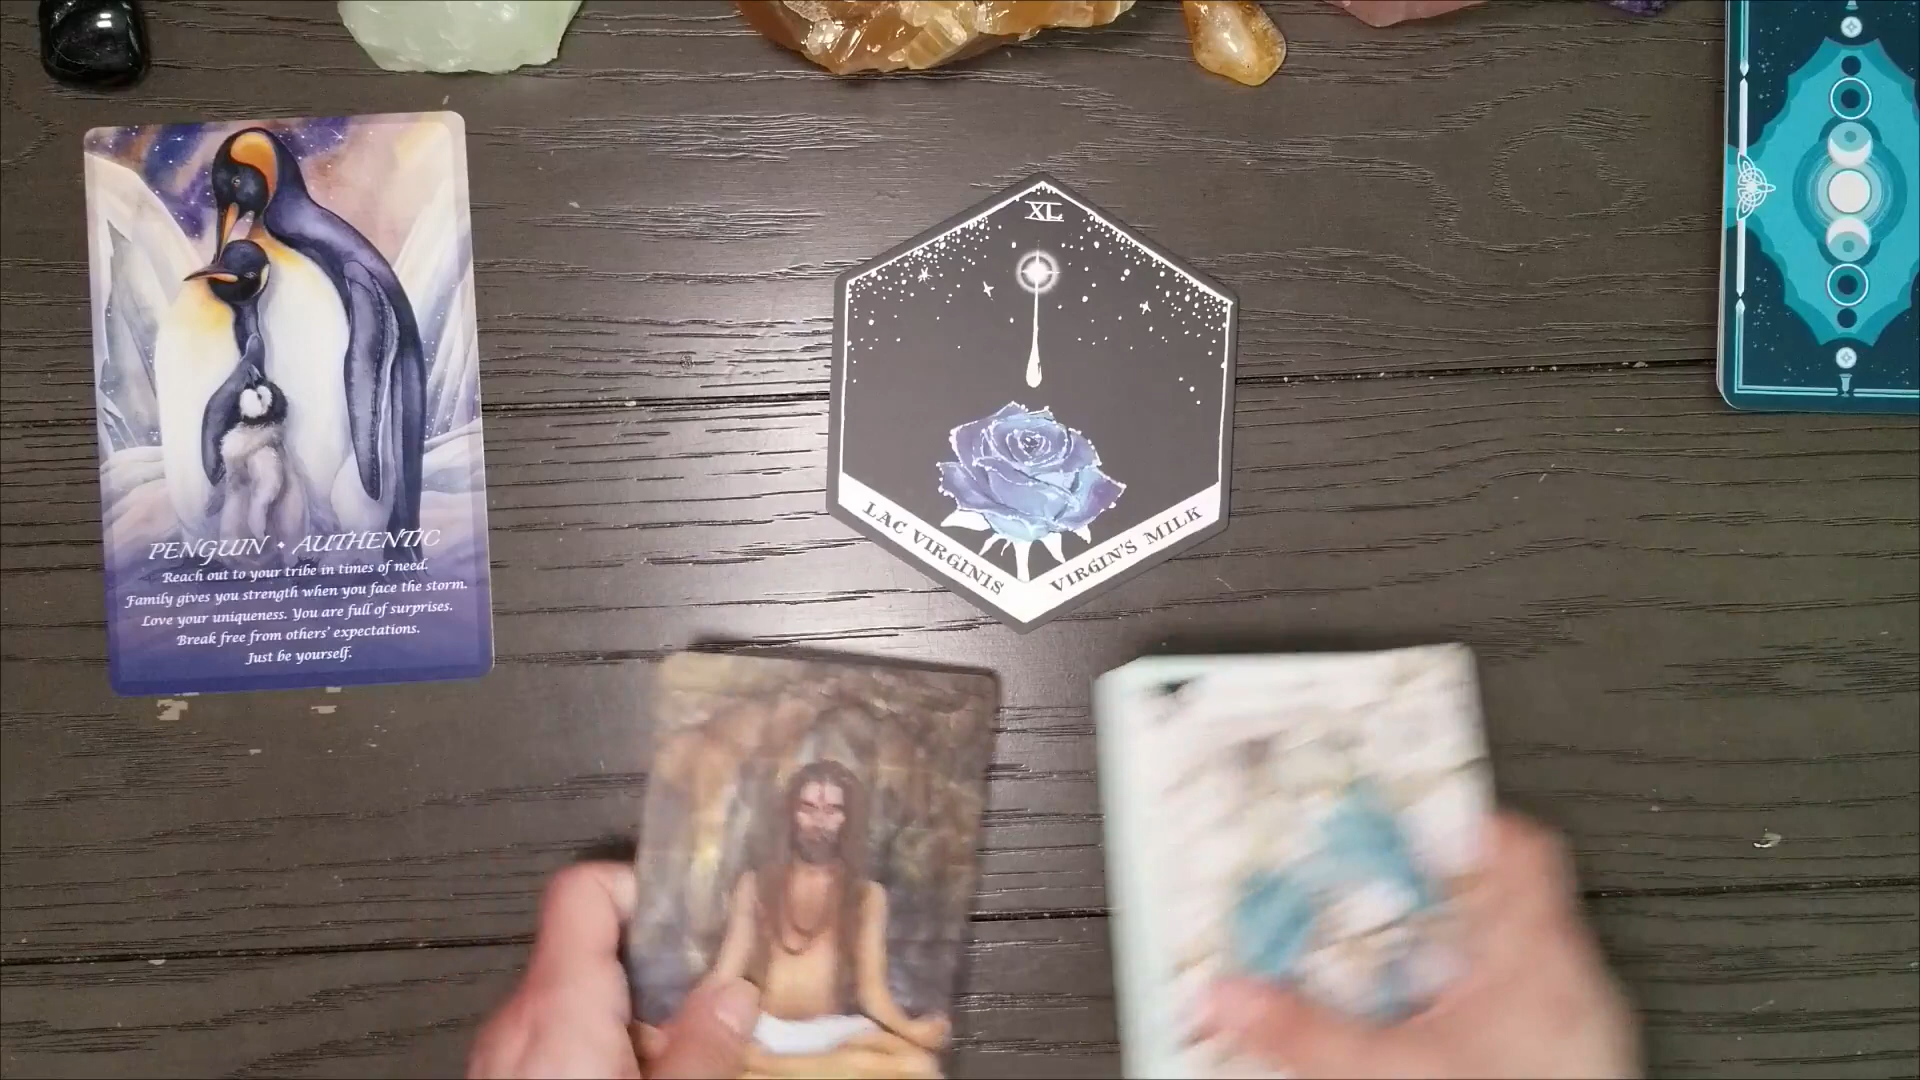 PENGUIN • AUTHENTIC
Reach out to your tribe in times of need.
Family gives you strength when you face the storm.
Love your uniqueness. You are full of surprises.
Break free from others' expectations.
Just be yourself.
XL
LAC VIRGINIS
VIRGIN'S MILK